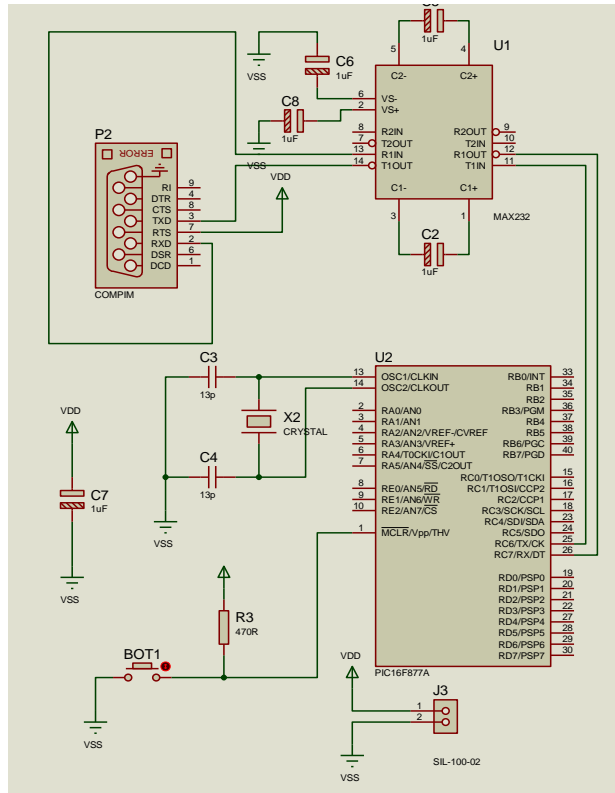 1uF
5
4
U1
C2-
C2+
C6
1uF
VSS
6
VS-
2
VS+
C8
1uF
VSS
8
R2IN
R2OUT
9
7
T2OUT
T2IN
10
13
R1IN
R1OUT
12
14
T1OUT
T1IN
11
C1-
C1+
3
1
MAX232
C2
1uF
P2
ERROR
RI
9
DTR
4
CTS
8
TXD
3
RTS
7
RXD
2
DSR
6
DCD
1
COMPIM
VDD
U2
C3
13p
X2
CRYSTAL
C4
13p
VSS
VDD
C7
1uF
VSS
13
OSC1/CLKIN
14
OSC2/CLKOUT
2
RA0/AN0
3
RA1/AN1
4
RA2/AN2/VREF-/CVREF
5
RA3/AN3/VREF+
6
RA4/T0CKI/C1OUT
7
RA5/AN4/SS/C2OUT
8
RE0/AN5/RD
9
RE1/AN6/WR
10
RE2/AN7/CS
1
MCLR/Vpp/THV
RB0/INT
33
RB1
34
RB2
35
RB3/PGM
36
RB4
37
RB5
38
RB6/PGC
39
RB7/PGD
40
RC0/T1OSO/T1CKI
15
RC1/T1OSI/CCP2
16
RC2/CCP1
17
RC3/SCK/SCL
18
RC4/SDI/SDA
23
RC5/SDO
24
RC6/TX/CK
25
RC7/RX/DT
26
RD0/PSP0
19
RD1/PSP1
20
RD2/PSP2
21
RD3/PSP3
22
RD4/PSP4
27
RD5/PSP5
28
RD6/PSP6
29
RD7/PSP7
30
PIC16F877A
R3
470R
BOT1
VSS
VDD
J3
1
2
VSS
SIL-100-02